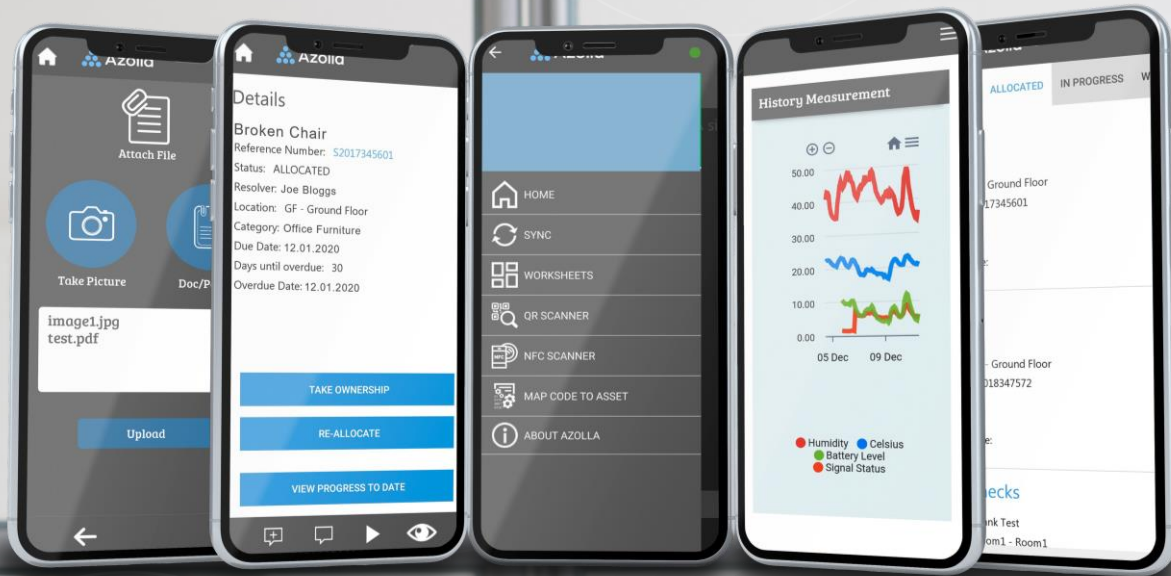 Azolla
Attach File
Take Picture
image1.jpg
test.pdf
Upload
Azolla
Details
Broken Chair
Reference Number: S2017345601
Status: ALLOCATED
Resolver: Joe Bloggs
Location: GF - Ground Floor
Category: Office Furniture
Due Date: 12.01.2020
Days until overdue: 30
Overdue Date: 12.01.2020
TAKE OWNERSHIP
RE-ALLOCATE
VIEW PROGRESS TO DATE
HOME
SYNC
WORKSHEETS
QR SCANNER
NFC
NFC SCANNER
MAP CODE TO ASSET
ABOUT AZOLLA
History Measurement
50.00
40.00
30.00
20.00
10.00
0.00
05 Dec 09 Dec
Humidity Celsius
Battery Level
Signal Status
ALLOCATED IN PROGRESS
Ground Floor
17345601
- Ground Floor
018347572
Test
- Room1